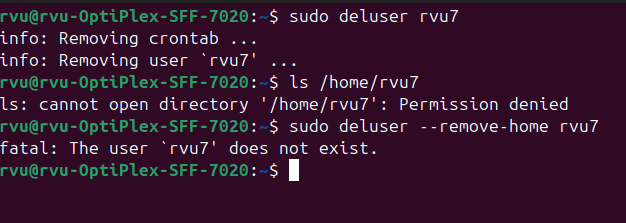 rvu@rvu-OptiPlex-SFF-7020:~$ sudo deluser rvu7
info: Removing crontab ...
info: Removing user `rvu7' ...
rvu@rvu-OptiPlex-SFF-7020:~$ ls /home/rvu7
ls: cannot open directory '/home/rvu7': Permission denied
rvu@rvu-OptiPlex-SFF-7020:~$ sudo deluser --remove-home rvu7
fatal: The user `rvu7' does not exist.
rvu@rvu-OptiPlex-SFF-7020:~$